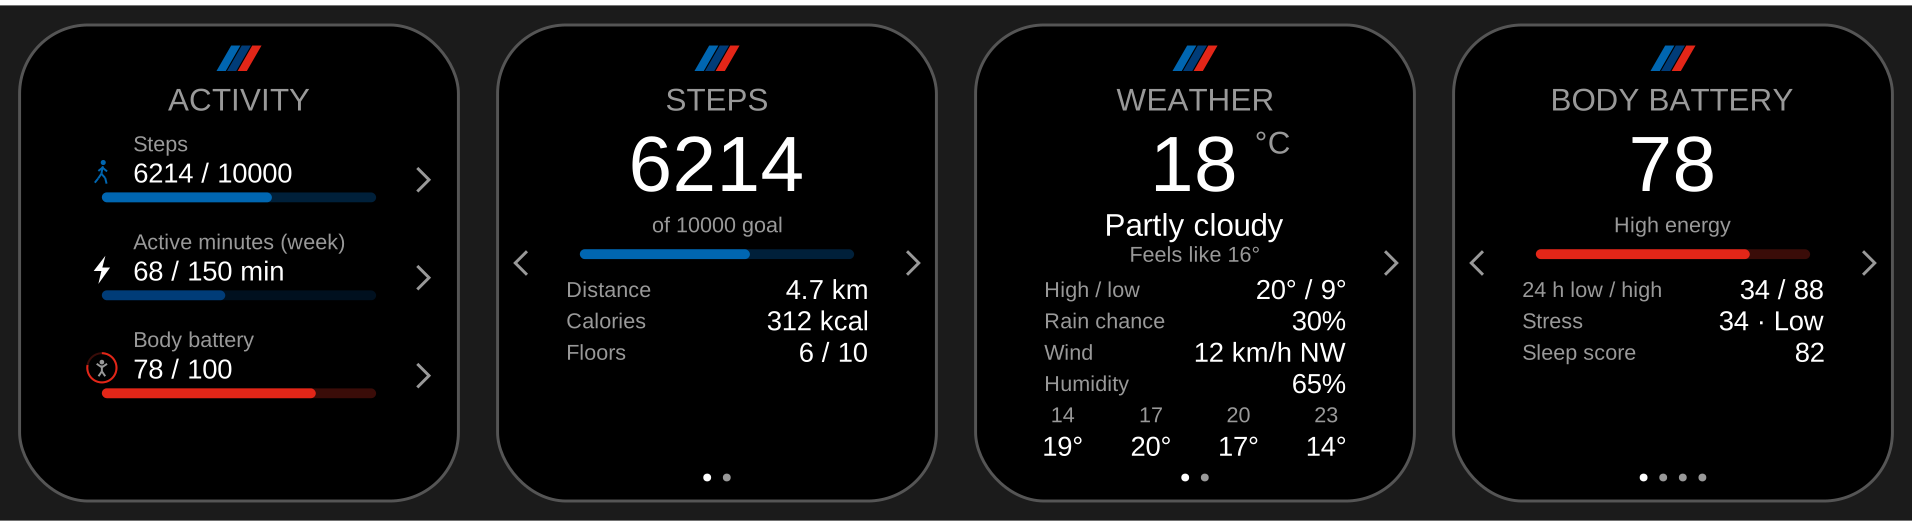 ACTIVITY
Steps
6214 / 10000
Active minutes (week)
68 / 150 min
Body battery
78 / 100
STEPS
6214
of 10000 goal
Distance 4.7 km
Calories 312 kcal
Floors 6 / 10
WEATHER
18 °C
Partly cloudy
Feels like 16°
High / low 20° / 9°
Rain chance 30%
Wind 12 km/h NW
Humidity 65%
14 17 20 23
19° 20° 17° 14°
BODY BATTERY
78
High energy
24 h low / high 34 / 88
Stress 34 · Low
Sleep score 82